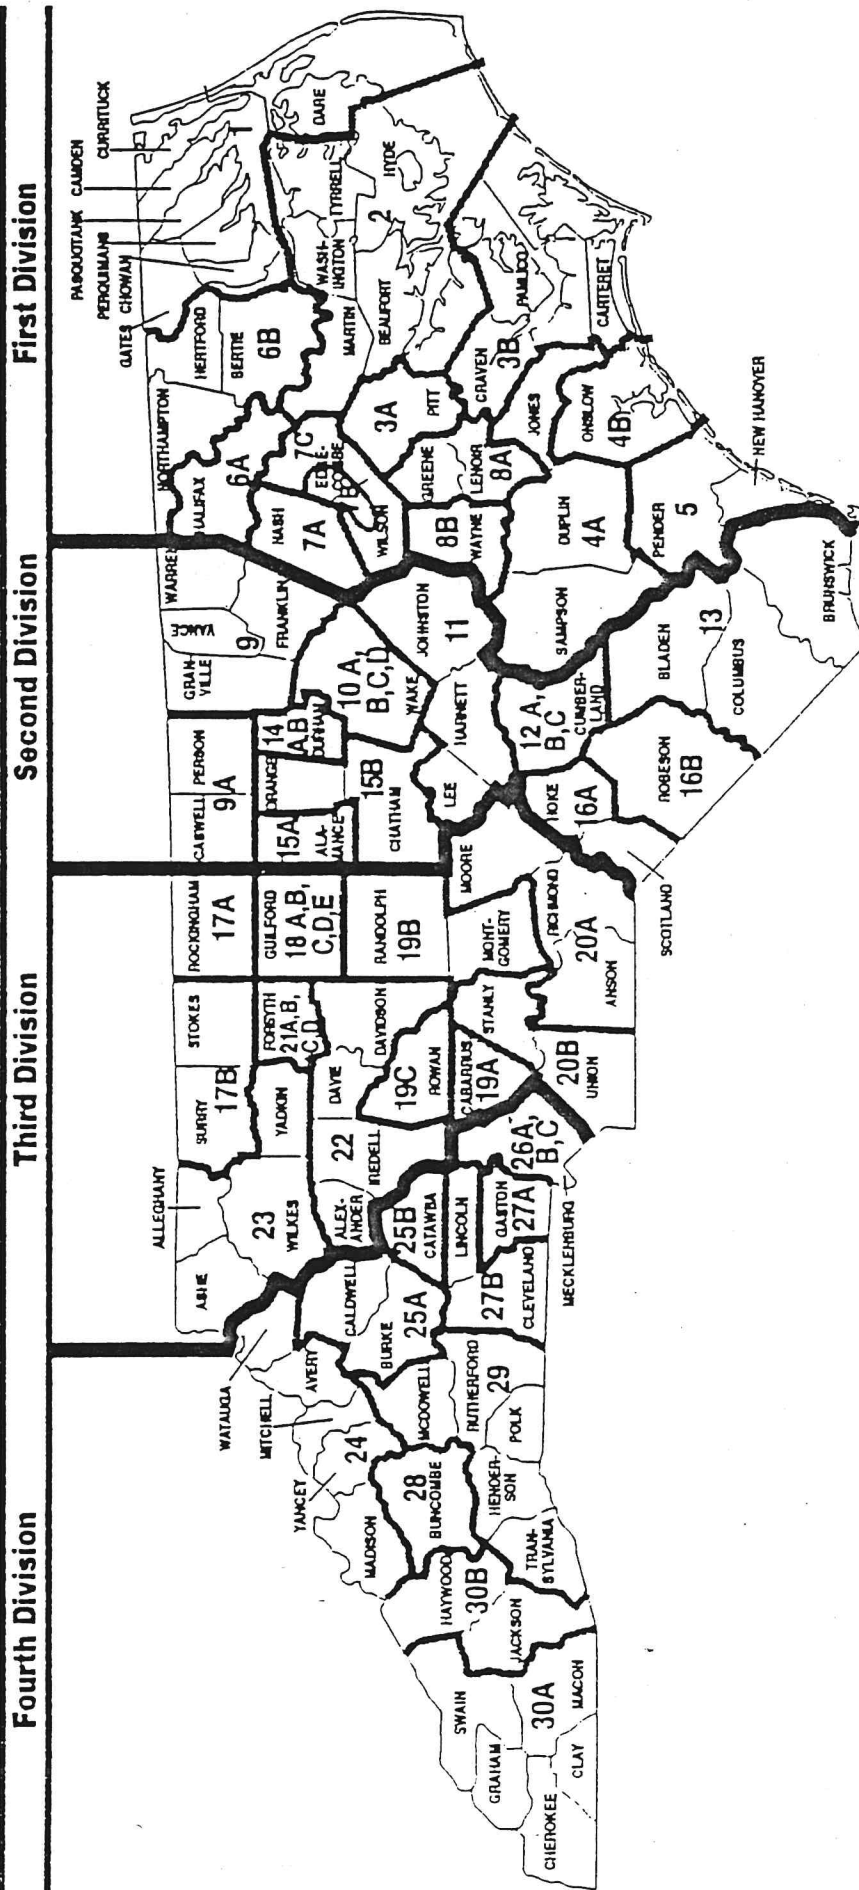 Fourth Division
Third Division
Second Division
First Division
CHEROKEE
GRAHAM
SWAIN
CLAY
MACON
30A
JACKSON
HAYWOOD
30B
TRAN-
SYLVANIA
HENDER-
SON
MADISON
YANCEY
MITCHELL
WATAUGA
AVERY
24
BUNCOMBE
28
MCDOWELL
RUTHERFORD
29
POLK
BURKE
25A
CALDWELL
CLEVELAND
27B
LINCOLN
GASTON
27A
CATAWBA
25B
MECKLENBURG
26A,
B,C
ASHE
ALLEGHANY
WILKES
23
YADKIN
ALEX-
ANDER
IREDELL
22
DAVIE
DAVIDSON
SURRY
17B
STOKES
FORSYTH
21A,B,
C,D
ROWAN
19C
CABARRUS
19A
STANLY
UNION
20B
ANSON
20A
RICHMOND
MONT-
GOMERY
MOORE
RANDOLPH
19B
GUILFORD
18 A,B,
C,D,E
ROCKINGHAM
17A
SCOTLAND
HOKE
16A
ROBESON
16B
CASWELL
PERSON
9A
15A
ALA-
MANCE
ORANGE
CHATHAM
15B
14
A,B
DURHAM
LEE
HARNETT
10 A,
B,C,D
WAKE
JOHNSTON
11
GRAN-
VILLE
VANCE
9
FRANKLIN
WARREN
12 A,
B,C
CUMBER-
LAND
BLADEN
13
COLUMBUS
BRUNSWICK
SAMPSON
DUPLIN
4A
PENDER
5
NEW HANOVER
ONSLOW
4B
JONES
WAYNE
8B
GREENE
LENOIR
8A
WILSON
NASH
7A
7C
EDGE-
COMBE
7B
HALIFAX
6A
NORTHAMPTON
HERTFORD
BERTIE
6B
PITT
3A
CRAVEN
3B
PAMLICO
CARTERET
MARTIN
BEAUFORT
WASH-
INGTON
TYRRELL
HYDE
2
DARE
GATES
CHOWAN
PERQUIMANS
PASQUOTANK
CAMDEN
CURRITUCK